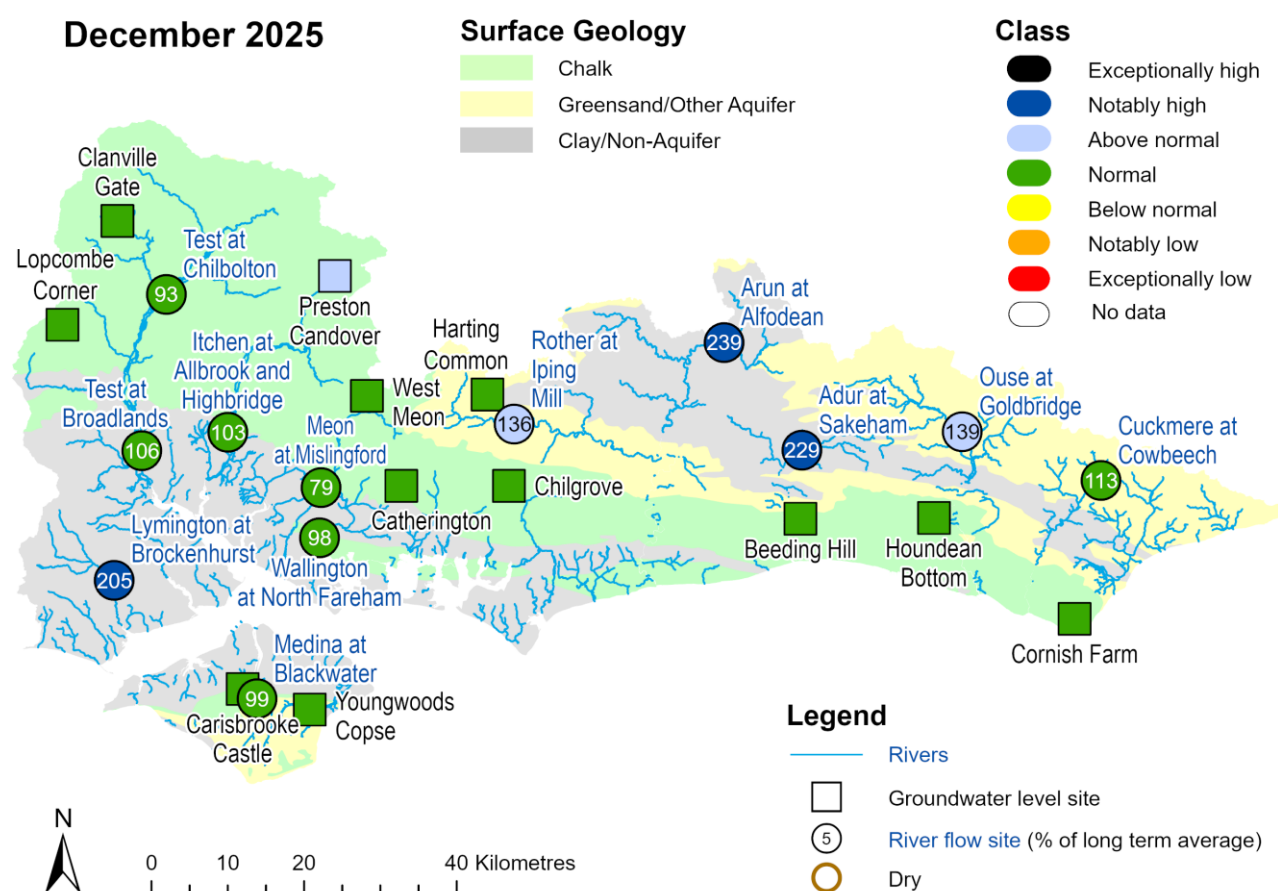 December 2025
Surface Geology
Chalk
Greensand/Other Aquifer
Clay/Non-Aquifer
Class
Exceptionally high
Notably high
Above normal
Normal
Below normal
Notably low
Exceptionally low
No data
Clanville
Gate
Lopcombe
Corner
Test at
Chilbolton
93
Preston
Candover
Itchen at
Allbrook and
Highbridge
103
Test at
Broadlands
106
West
Meon
Harting
Common
Rother at
Iping
Mill
136
Arun at
Alfodean
239
Adur at
Sakeham
229
Ouse at
Goldbridge
139
Cuckmere at
Cowbeech
113
Meon
at Mislingford
79
Catherington
Chilgrove
Beeding Hill
Houndean
Bottom
Cornish Farm
Lymington at
Brockenhurst
205
98
Wallington
at North Fareham
Medina at
Blackwater
99
Carisbrooke
Castle
Youngwoods
Copse
Legend
Rivers
Groundwater level site
5
River flow site (% of long term average)
Dry
N
0 10 20 40 Kilometres